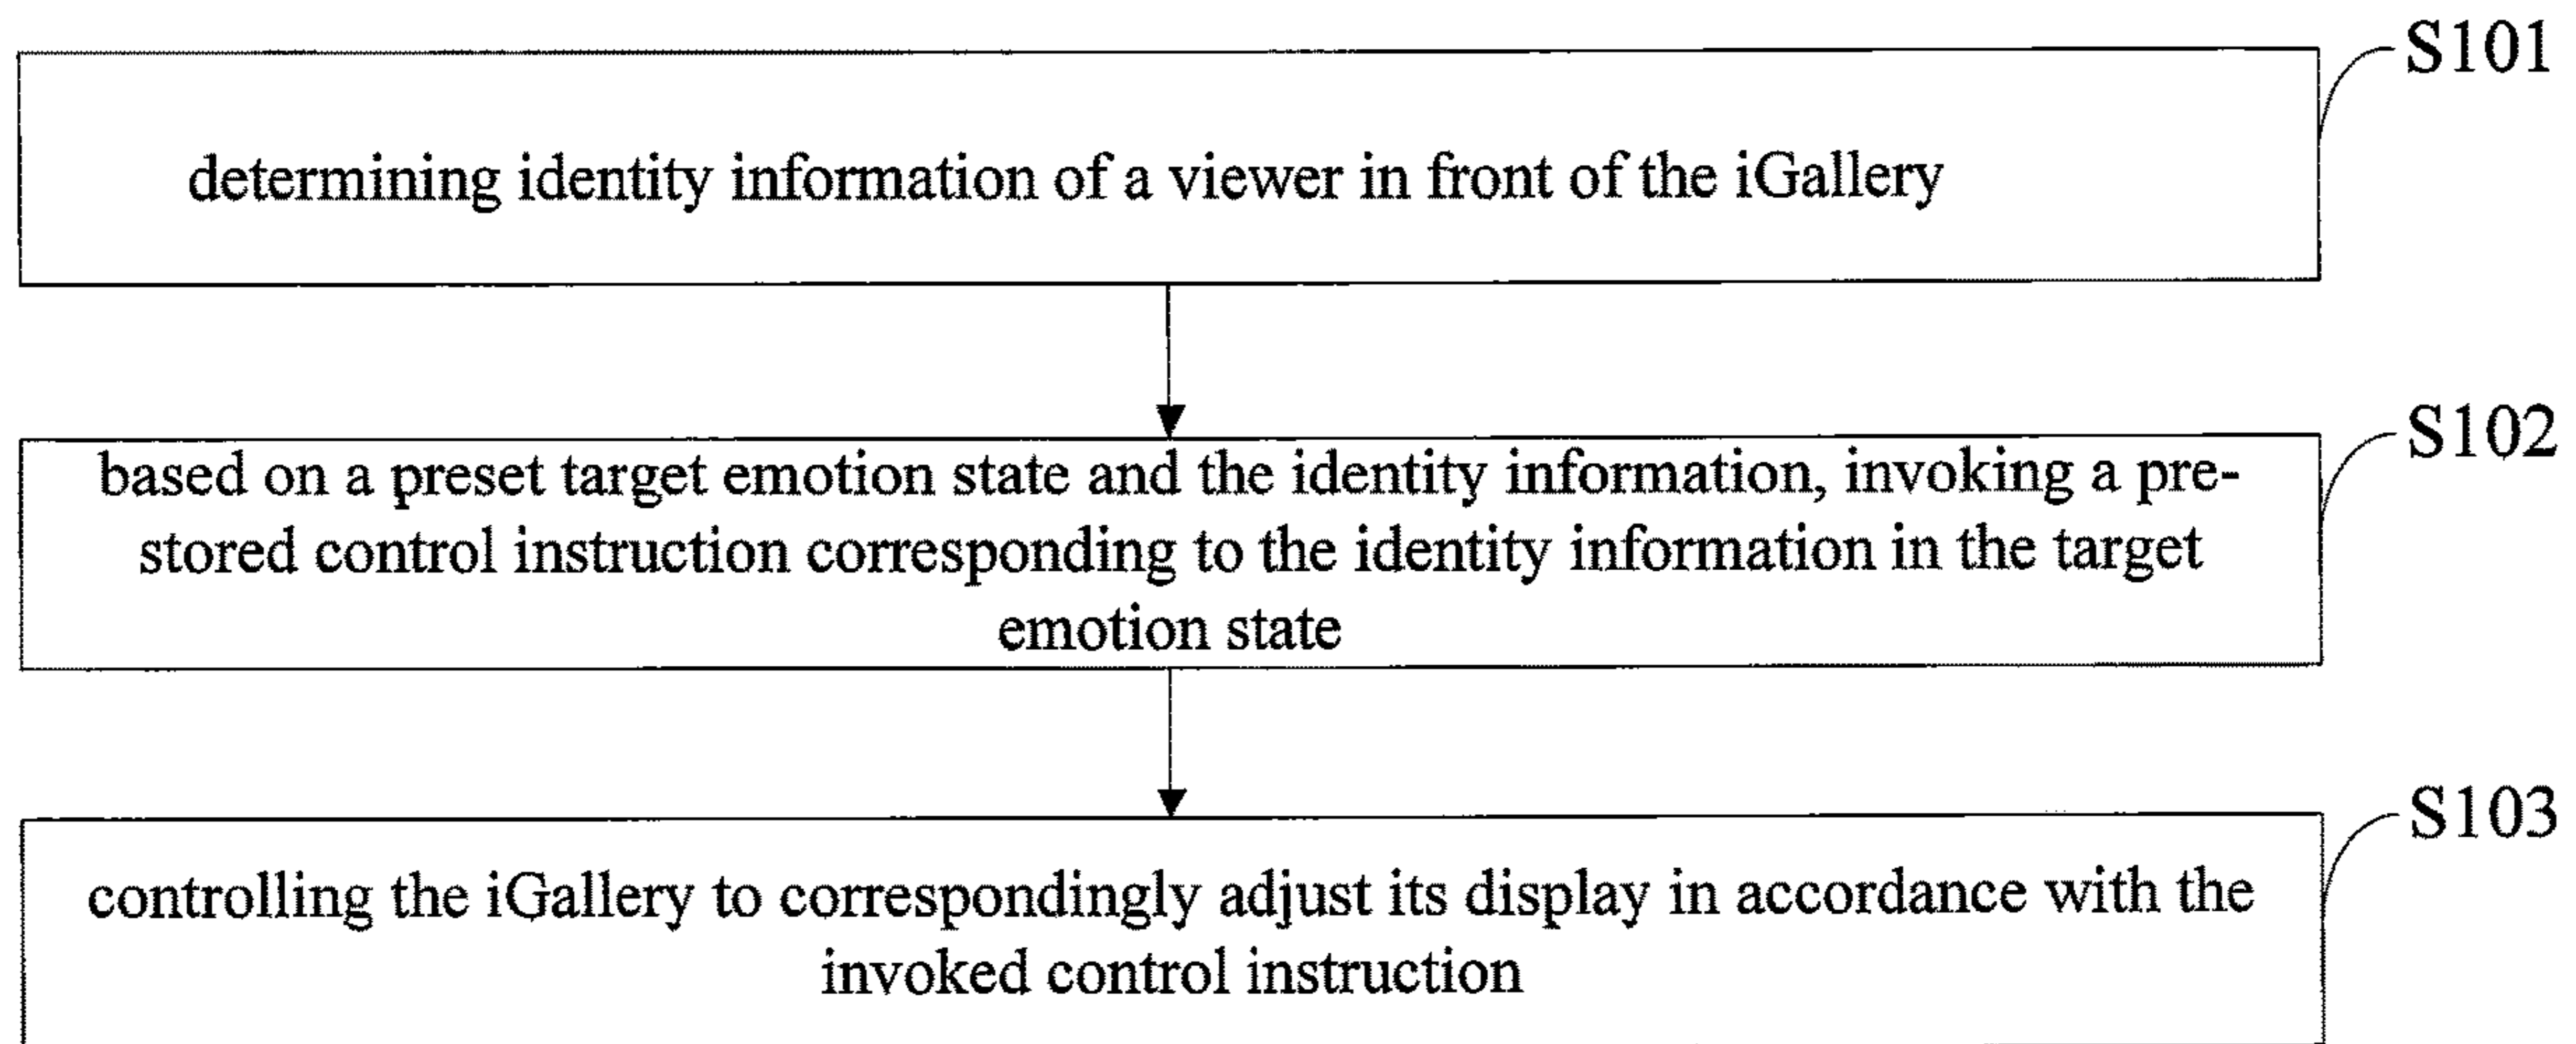 S101
determining identity information of a viewer in front of the iGallery
S102
based on a preset target emotion state and the identity information, invoking a pre-
stored control instruction corresponding to the identity information in the target
emotion state
S103
controlling the iGallery to correspondingly adjust its display in accordance with the
invoked control instruction